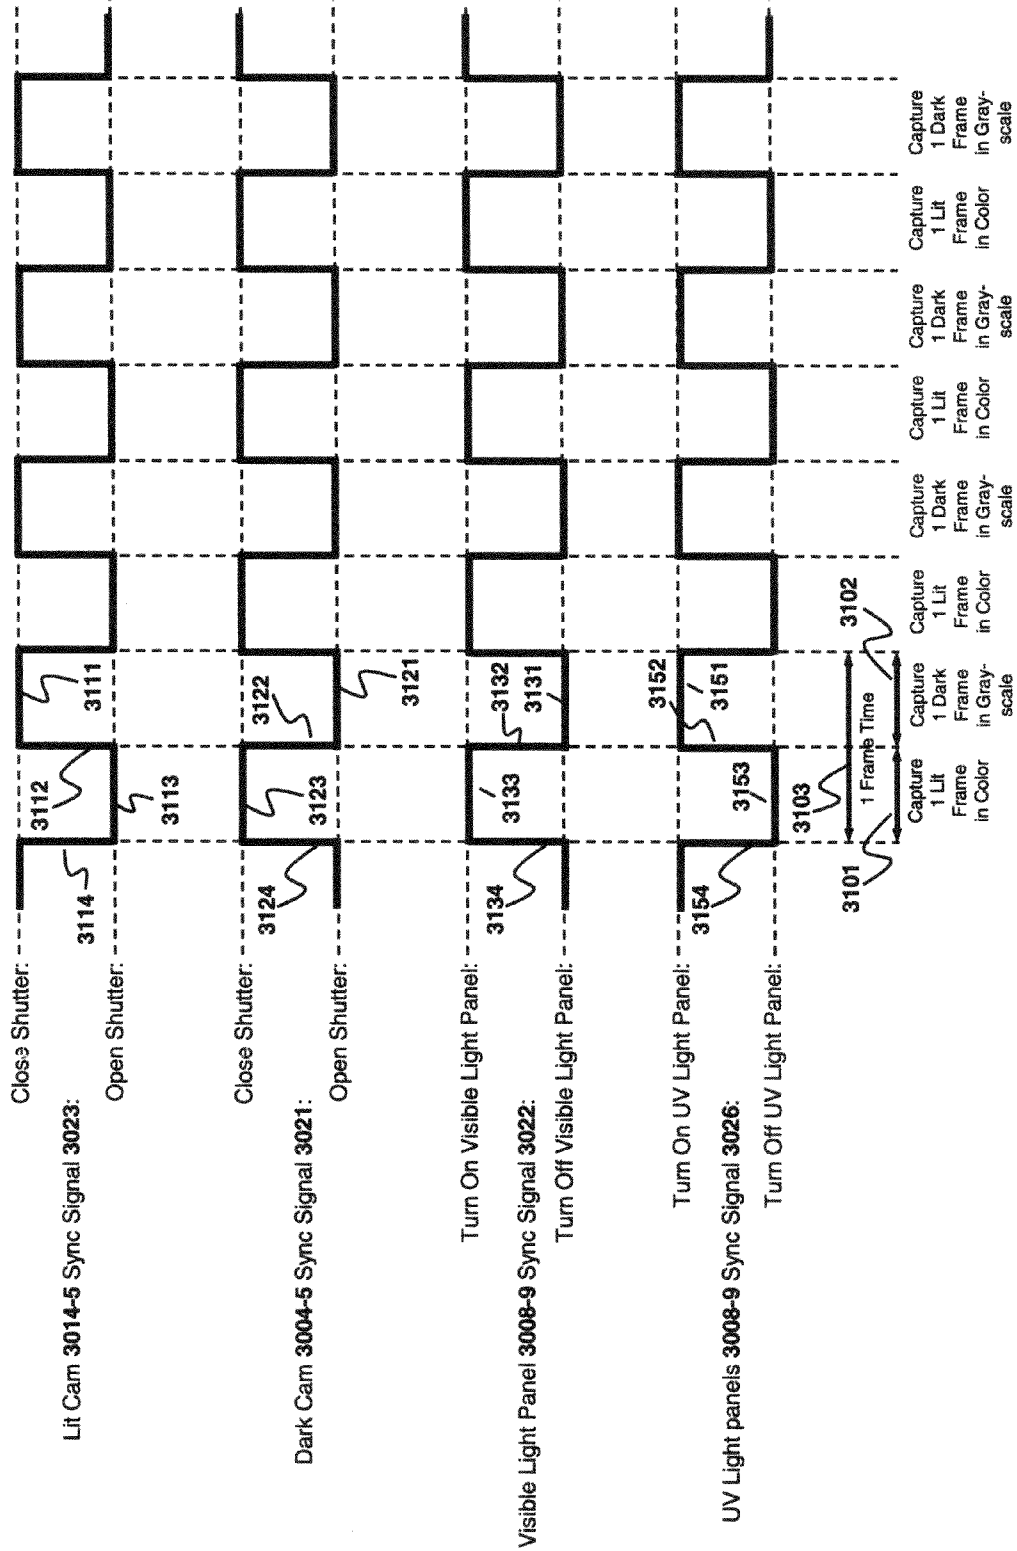 Close Shutter:
Lit Cam 3014-5 Sync Signal 3023:
Open Shutter:
3114
3112
3113
3111
Close Shutter:
Dark Cam 3004-5 Sync Signal 3021:
Open Shutter:
3124
3123
3122
3121
Turn On Visible Light Panel:
Visible Light Panel 3008-9 Sync Signal 3022:
Turn Off Visible Light Panel:
3134
3133
3132
3131
Turn On UV Light Panel:
UV Light panels 3008-9 Sync Signal 3026:
Turn Off UV Light Panel:
3154
3153
3152
3151
3103
1 Frame Time
3101
3102
Capture
1 Lit
Frame
in Color
Capture
1 Dark
Frame
in Gray-
scale
Capture
1 Lit
Frame
in Color
Capture
1 Dark
Frame
in Gray-
scale
Capture
1 Lit
Frame
in Color
Capture
1 Dark
Frame
in Gray-
scale
Capture
1 Lit
Frame
in Color
Capture
1 Dark
Frame
in Gray-
scale